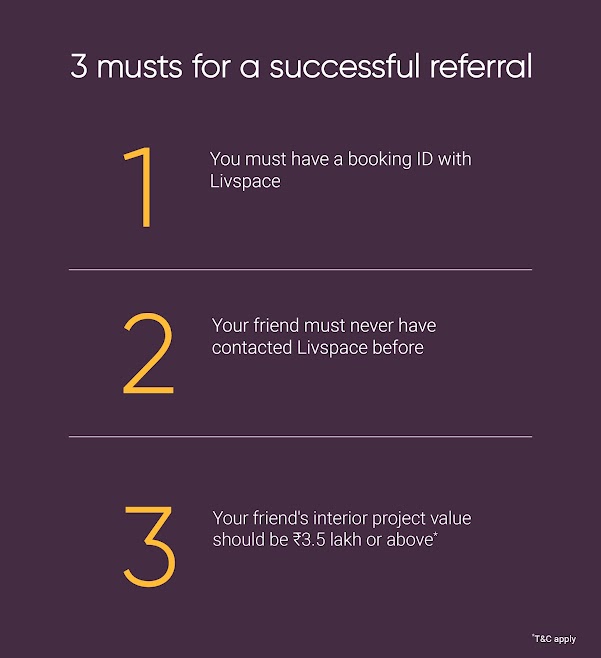 3 musts for a successful referral
1
You must have a booking ID with
Livspace
2
Your friend must never have
contacted Livspace before
3
Your friend's interior project value
should be ₹3.5 lakh or above*
*T&C apply